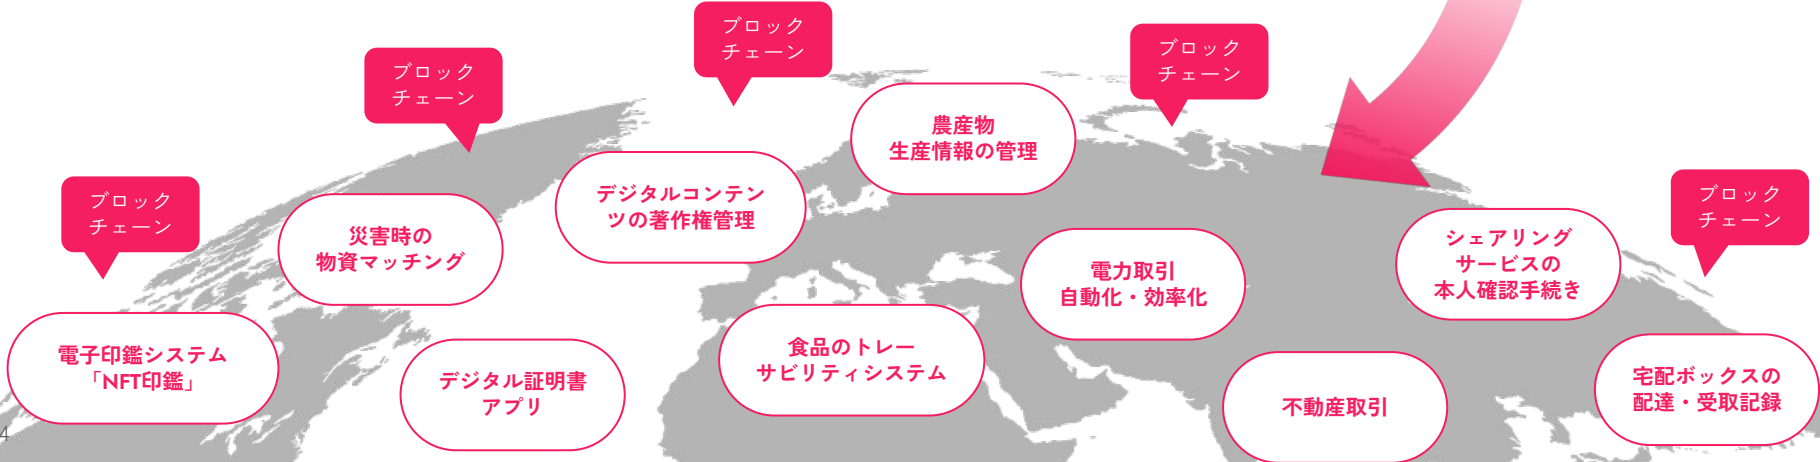 ブロック
チェーン
ブロック
チェーン
ブロック
チェーン
ブロック
チェーン
ブロック
チェーン
農産物
生産情報の管理
デジタルコンテン
ツの著作権管理
災害時の
物資マッチング
電力取引
自動化・効率化
シェアリング
サービスの
本人確認手続き
電子印鑑システム
「NFT印鑑」
デジタル証明書
アプリ
食品のトレー
サビリティシステム
不動産取引
宅配ボックスの
配達・受取記録
4